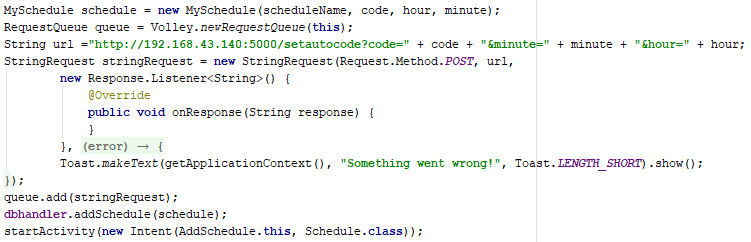 MySchedule schedule = new MySchedule(scheduleName, code, hour, minute);
RequestQueue queue = Volley.newRequestQueue(this);
String url ="http://192.168.43.140:5000/setautocode?code=" + code + "&minute=" + minute + "&hour=" + hour;
StringRequest stringRequest = new StringRequest(Request.Method.POST, url,
new Response.Listener<String>() {
@Override
public void onResponse(String response) {
}
}, (error) → {
Toast.makeText(getApplicationContext(), "Something went wrong!", Toast.LENGTH_SHORT).show();
});
queue.add(stringRequest);
dbhandler.addSchedule(schedule);
startActivity(new Intent(AddSchedule.this, Schedule.class));